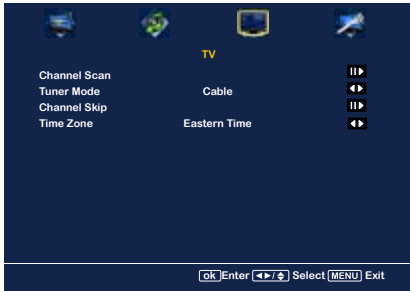 TV
Channel Scan
Tuner Mode Cable
Channel Skip
Time Zone Eastern Time
ok Enter ◄►/◆ Select MENU Exit